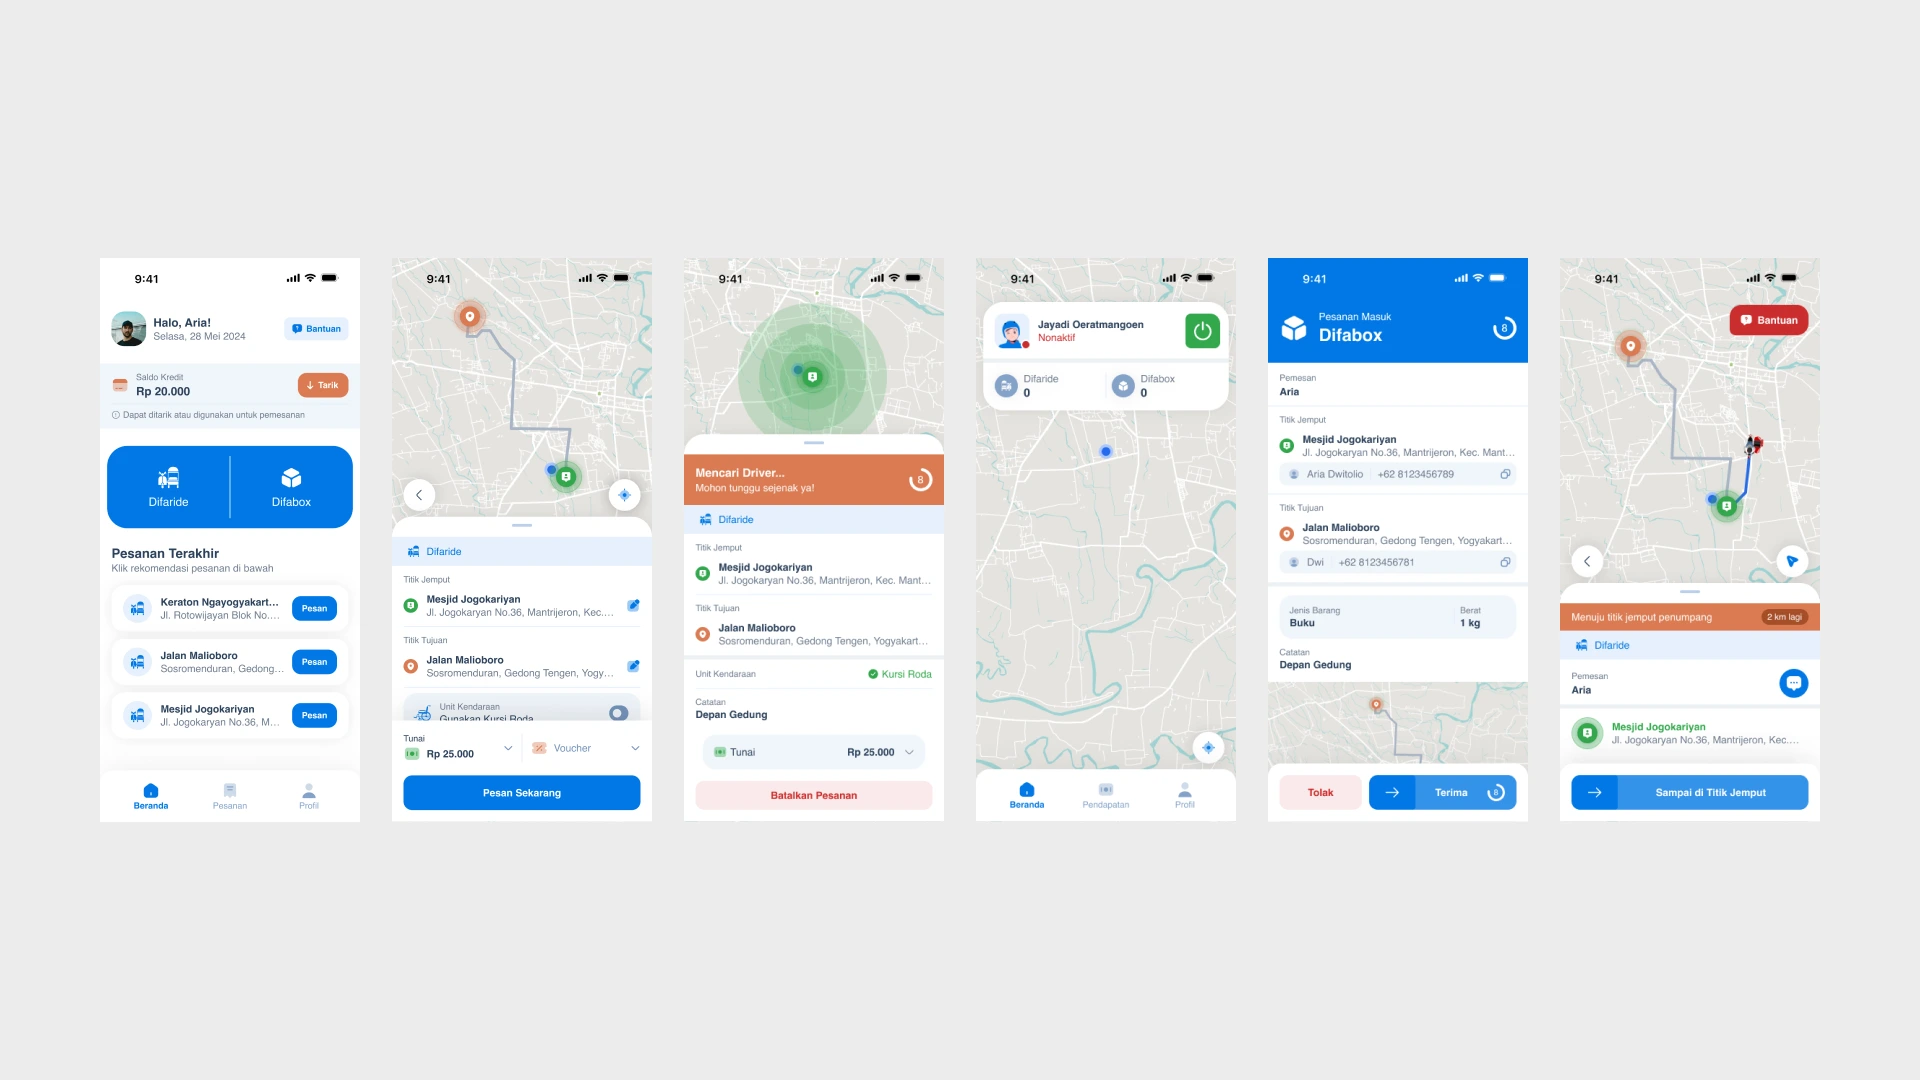 9:41
Halo, Aria!
Selasa, 28 Mei 2024
Bantuan
Saldo Kredit
Rp 20.000
Tarik
Dapat ditarik atau digunakan untuk pemesanan
Difaride
Difabox
Pesanan Terakhir
Klik rekomendasi pesanan di bawah
Keraton Ngayogyakart...
Jl. Rotowijayan Blok No....
Pesan
Jalan Malioboro
Sosromenduran, Gedong...
Pesan
Mesjid Jogokariyan
Jl. Jogokaryan No.36, M...
Pesan
Beranda
Pesanan
Profil
9:41
Difaride
Titik Jemput
Mesjid Jogokariyan
Jl. Jogokaryan No.36, Mantrijeron, Kec....
Titik Tujuan
Jalan Malioboro
Sosromenduran, Gedong Tengen, Yogy...
Unit Kendaraan
Gunakan Kursi Roda
Tunai
Rp 25.000
Voucher
Pesan Sekarang
9:41
Mencari Driver...
Mohon tunggu sejenak ya!
8
Difaride
Titik Jemput
Mesjid Jogokariyan
Jl. Jogokaryan No.36, Mantrijeron, Kec. Mant...
Titik Tujuan
Jalan Malioboro
Sosromenduran, Gedong Tengen, Yogyakart...
Unit Kendaraan
Kursi Roda
Catatan
Depan Gedung
Tunai
Rp 25.000
Batalkan Pesanan
9:41
Jayadi Oeratmangoen
Nonaktif
Difaride
0
Difabox
0
Beranda
Pendapatan
Profil
9:41
Pesanan Masuk
Difabox
8
Pemesan
Aria
Titik Jemput
Mesjid Jogokariyan
Jl. Jogokaryan No.36, Mantrijeron, Kec. Mant...
Aria Dwitolio
+62 8123456789
Titik Tujuan
Jalan Malioboro
Sosromenduran, Gedong Tengen, Yogyakart...
Dwi
+62 8123456781
Jenis Barang
Buku
Berat
1 kg
Catatan
Depan Gedung
Tolak
Terima
8
9:41
Bantuan
Menuju titik jemput penumpang
2 km lagi
Difaride
Pemesan
Aria
Mesjid Jogokariyan
Jl. Jogokaryan No.36, Mantrijeron, Kec....
Sampai di Titik Jemput